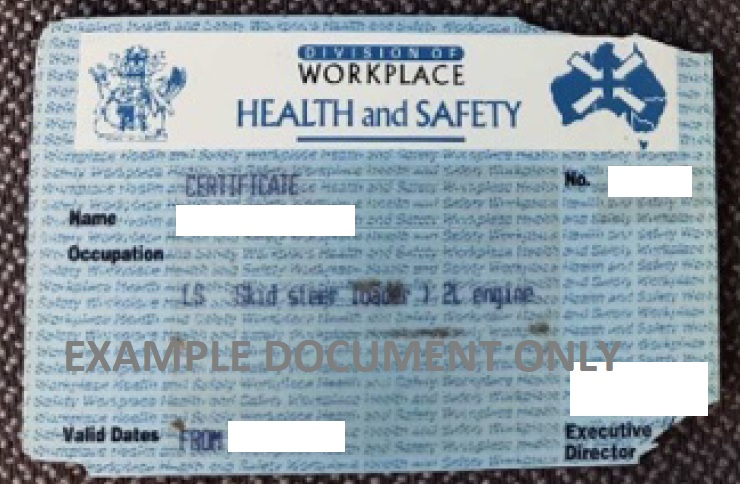 DIVISION OF
WORKPLACE
HEALTH and SAFETY
CERTIFICATE
No.
Name
Occupation
LS Skid steer loader > 2L engine
EXAMPLE DOCUMENT ONLY
Valid Dates FROM
Executive
Director